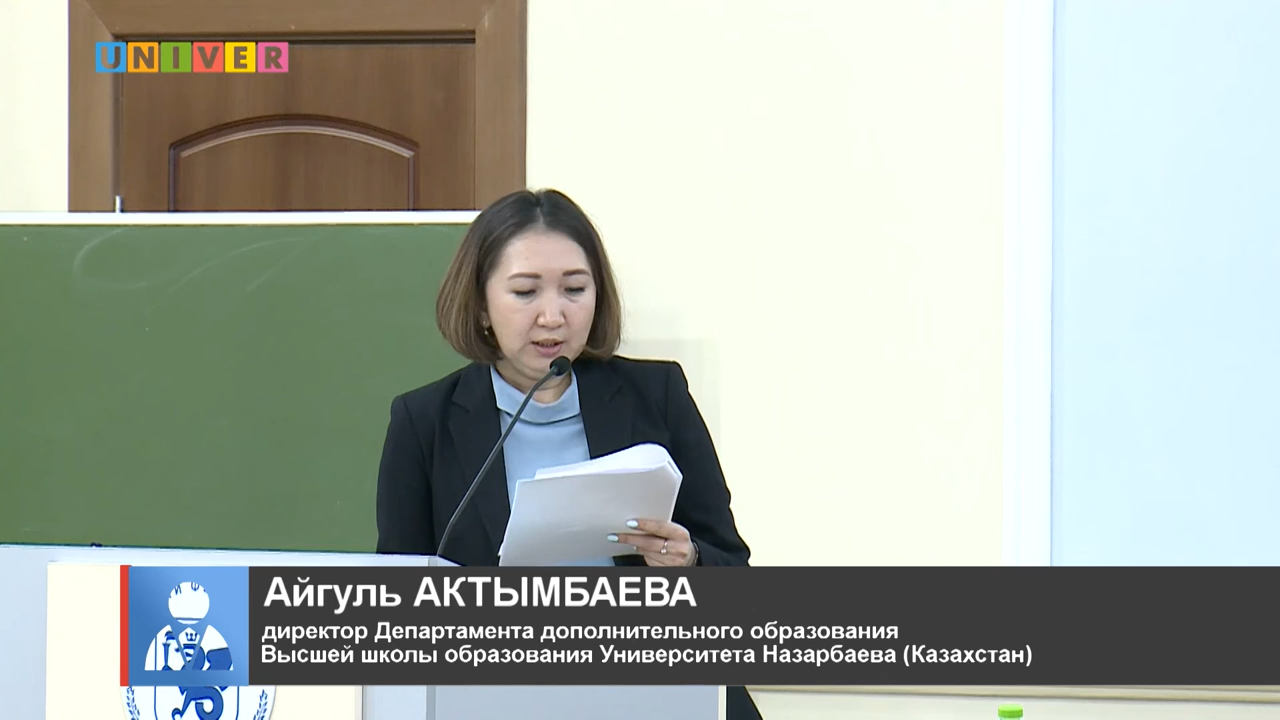 UNIVER
Айгуль АКТЫМБАЕВА
директор Департамента дополнительного образования
Высшей школы образования Университета Назарбаева (Казахстан)